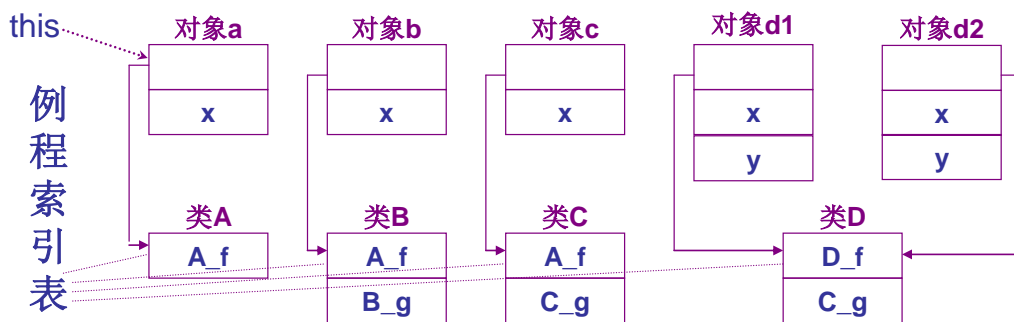 this
对象a
对象b
对象c
对象d1
对象d2
x
x
x
x
x
y
y
例程索引表
类A
类B
类C
类D
A_f
A_f
A_f
D_f
B_g
C_g
C_g